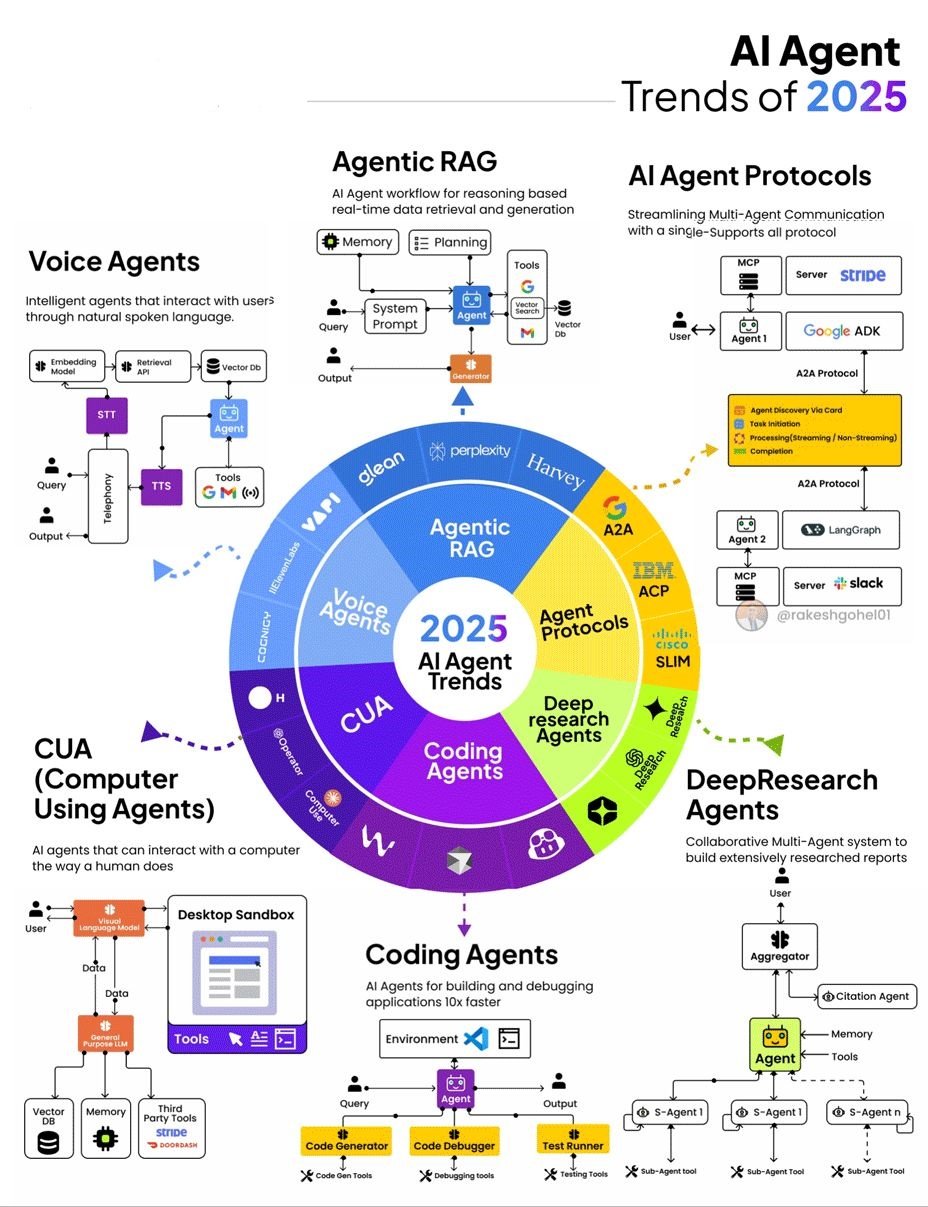 AI Agent
Trends of 2025
Agentic RAG
AI Agent workflow for reasoning based
real-time data retrieval and generation
Memory
Planning
Tools
Query
System
Prompt
Agent
Vector
Search
Vector
Db
Output
Generator
AI Agent Protocols
Streamlining Multi-Agent Communication
with a single-Supports all protocol
MCP
Server
stripe
User
Agent 1
Google ADK
A2A Protocol
Agent Discovery Via Card
Task Initiation
Processing(Streaming / Non-Streaming)
Completion
A2A Protocol
Agent 2
LangGraph
MCP
Server
slack
@rakeshgohel01
Voice Agents
Intelligent agents that interact with users
through natural spoken language.
Embedding
Model
Retrieval
API
Vector Db
STT
Agent
Query
Telephony
TTS
Tools
Output
glean
perplexity
Harvey
VAPI
IIElevenLabs
COGNIGY
A2A
IBM
ACP
CISCO
SLIM
Deep
Research
Deep
Research
H
Operator
Computer
Use
Agentic
RAG
Voice
Agents
Agent
Protocols
CUA
Deep
research
Agents
Coding
Agents
2025
AI Agent
Trends
CUA
(Computer
Using Agents)
AI agents that can interact with a computer
the way a human does
User
Visual
Language Model
Desktop Sandbox
Data
Data
General
Purpose LLM
Tools
Vector
DB
Memory
Third
Party Tools
stripe
DOORDASH
Coding Agents
AI Agents for building and debugging
applications 10x faster
Environment
Query
Agent
Output
Code Generator
Code Debugger
Test Runner
Code Gen Tools
Debugging tools
Testing Tools
DeepResearch
Agents
Collaborative Multi-Agent system to
build extensively researched reports
User
Aggregator
Citation Agent
Agent
Memory
Tools
S-Agent 1
S-Agent 1
S-Agent n
Sub-Agent tool
Sub-Agent Tool
Sub-Agent Tool